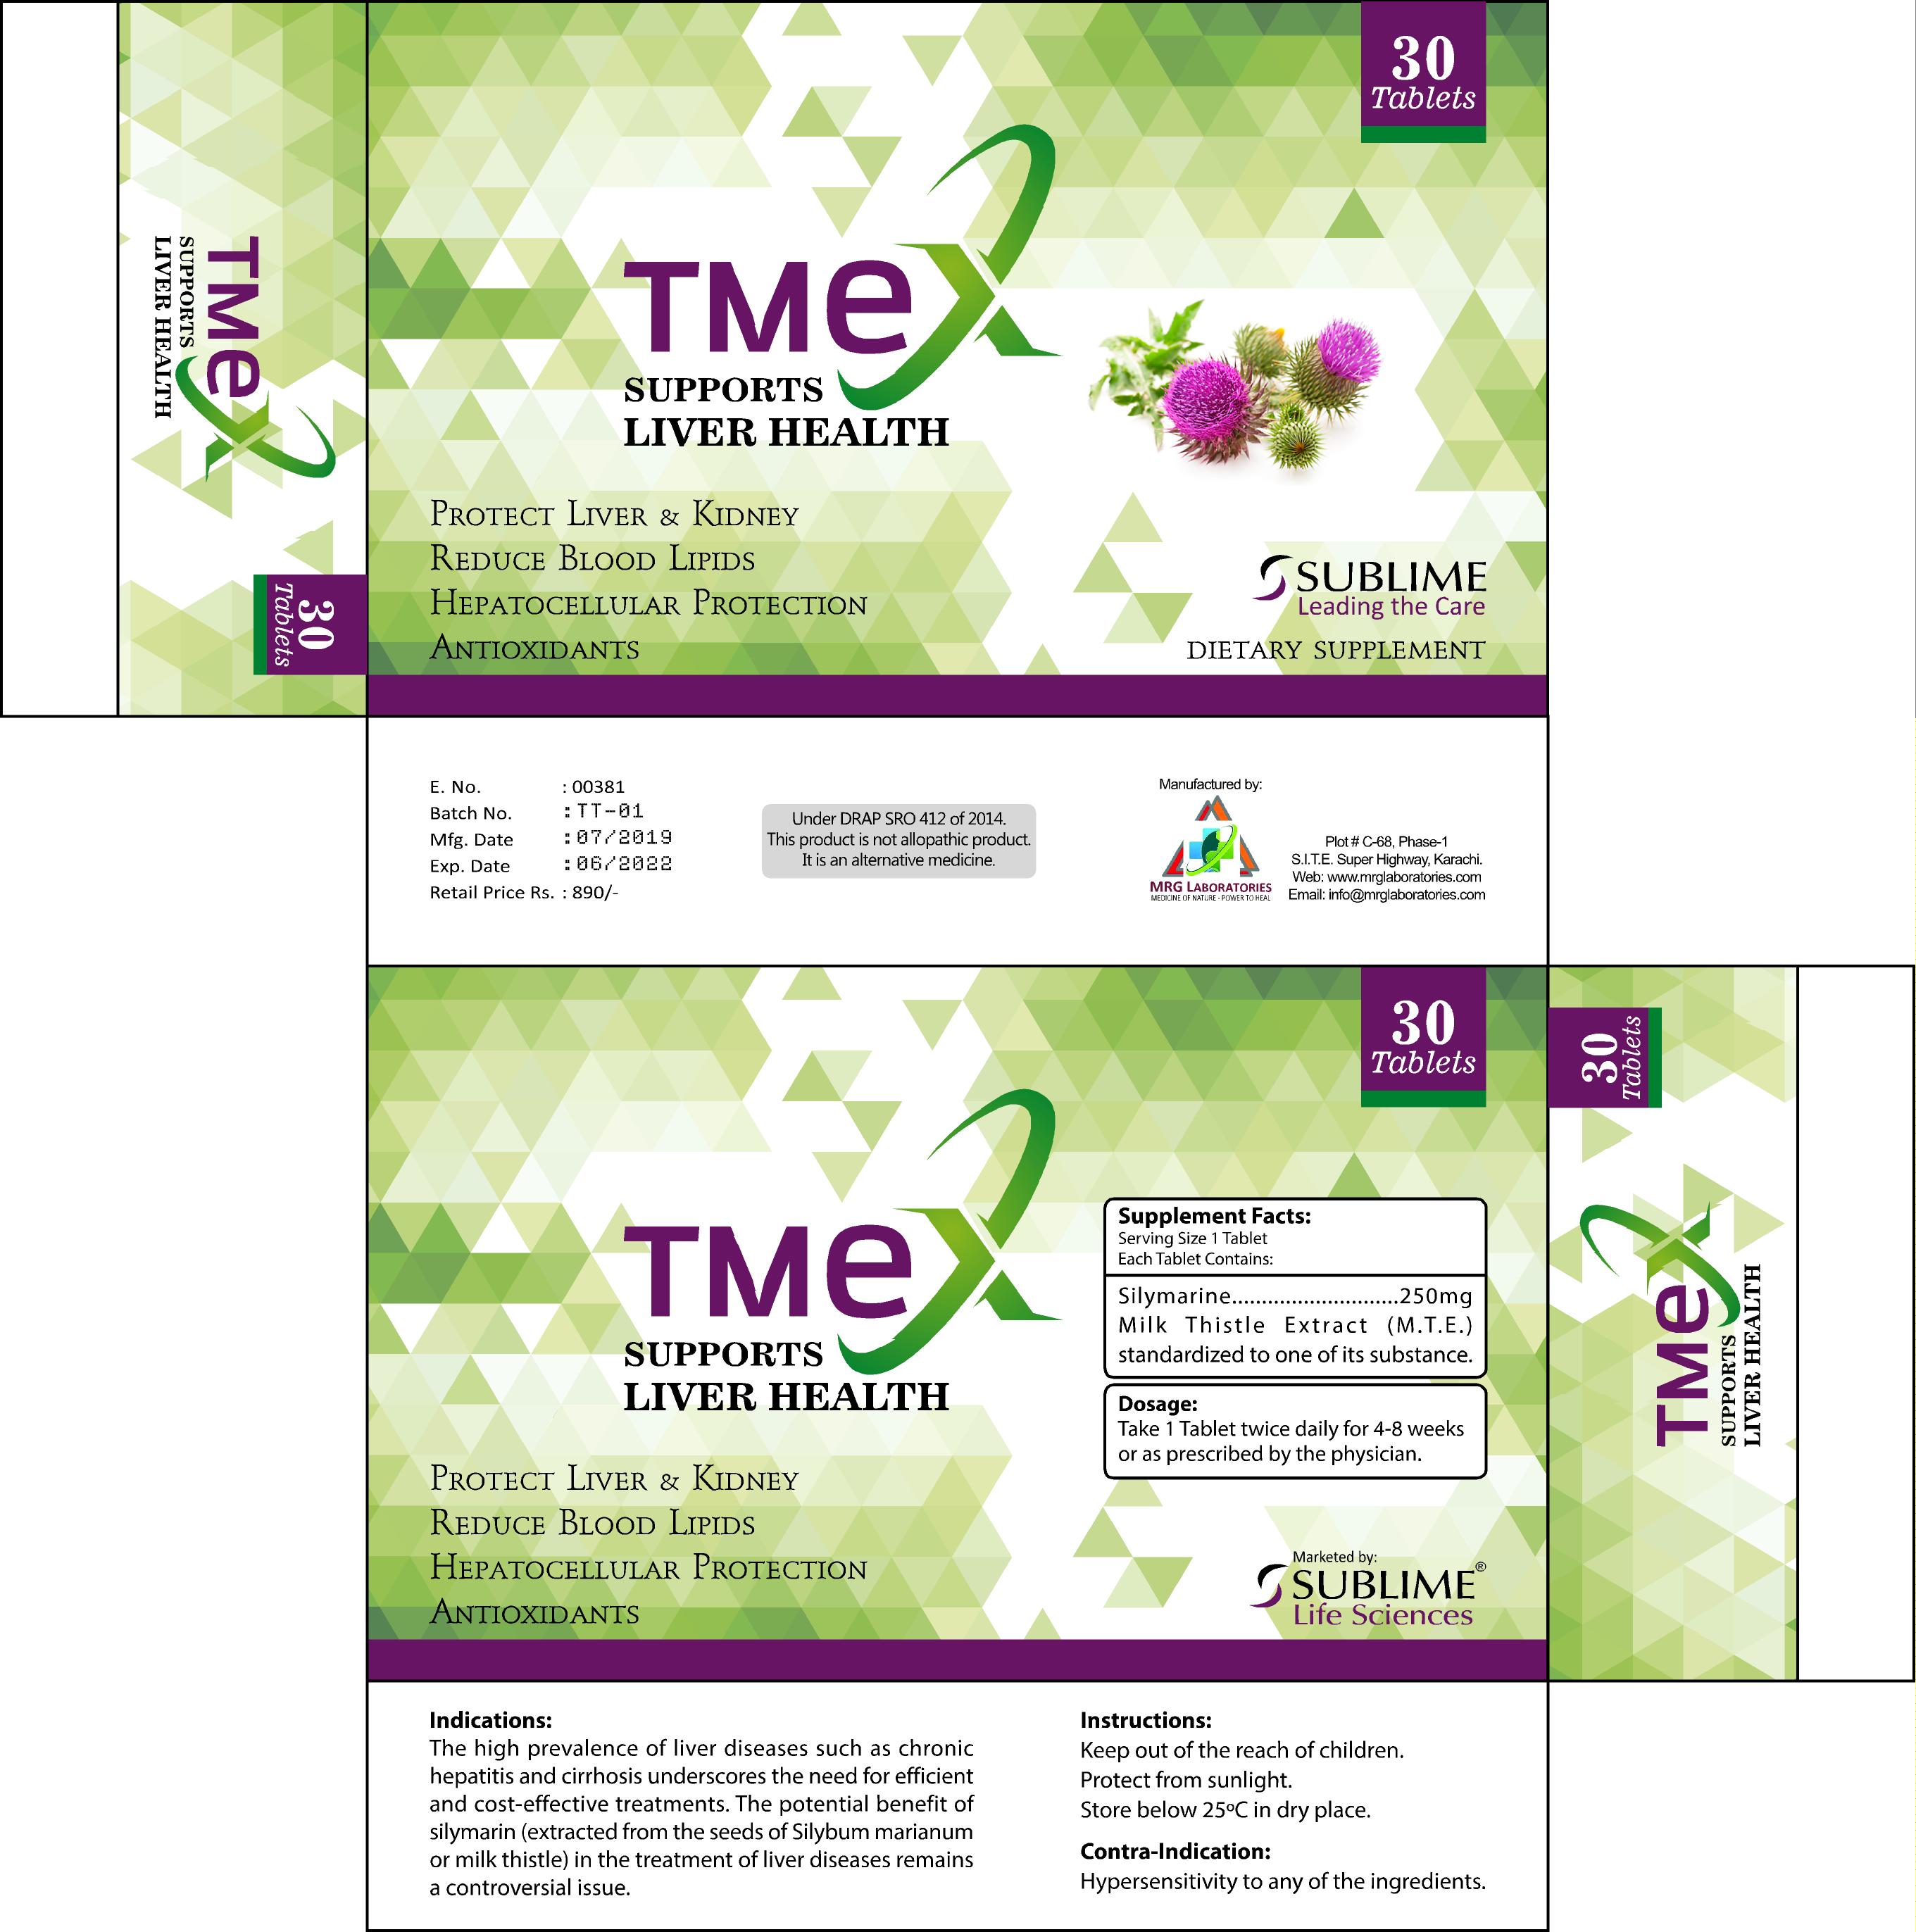 TMex
SUPPORTS
LIVER HEALTH
30
Tablets
30
Tablets
TMex
SUPPORTS
LIVER HEALTH
PROTECT LIVER & KIDNEY
REDUCE BLOOD LIPIDS
HEPATOCELLULAR PROTECTION
ANTIOXIDANTS
SUBLIME
Leading the Care
DIETARY SUPPLEMENT
E. No. : 00381
Batch No. : TT-01
Mfg. Date : 07/2019
Exp. Date : 06/2022
Retail Price Rs. : 890/-
Under DRAP SRO 412 of 2014.
This product is not allopathic product.
It is an alternative medicine.
Manufactured by:
MRG LABORATORIES
MEDICINE OF NATURE - POWER TO HEAL
Plot # C-68, Phase-1
S.I.T.E. Super Highway, Karachi.
Web: www.mrglaboratories.com
Email: info@mrglaboratories.com
30
Tablets
TMex
SUPPORTS
LIVER HEALTH
PROTECT LIVER & KIDNEY
REDUCE BLOOD LIPIDS
HEPATOCELLULAR PROTECTION
ANTIOXIDANTS
Supplement Facts:
Serving Size 1 Tablet
Each Tablet Contains:
Silymarine............................250mg
Milk Thistle Extract (M.T.E.)
standardized to one of its substance.
Dosage:
Take 1 Tablet twice daily for 4-8 weeks
or as prescribed by the physician.
Marketed by:
SUBLIME®
Life Sciences
30
Tablets
TMex
SUPPORTS
LIVER HEALTH
Indications:
The high prevalence of liver diseases such as chronic
hepatitis and cirrhosis underscores the need for efficient
and cost-effective treatments. The potential benefit of
silymarin (extracted from the seeds of Silybum marianum
or milk thistle) in the treatment of liver diseases remains
a controversial issue.
Instructions:
Keep out of the reach of children.
Protect from sunlight.
Store below 25ºC in dry place.
Contra-Indication:
Hypersensitivity to any of the ingredients.